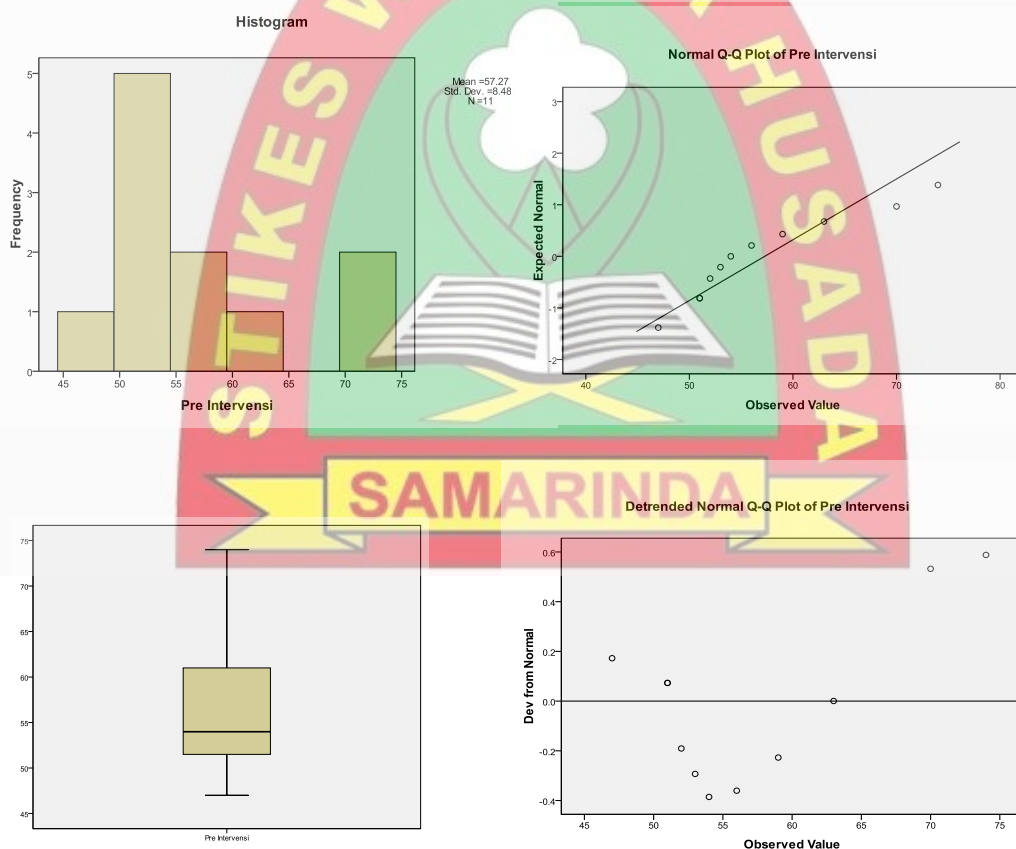 Histogram
Mean =57.27
Std. Dev. =8.48
N =11
Frequency
5
4
3
2
1
0
45 50 55 60 65 70 75
Pre Intervensi
Normal Q-Q Plot of Pre Intervensi
Expected Normal
3
2
1
0
-1
-2
40 50 60 70 80
Observed Value
STIKES W
HUSADA
SAMARINDA
75
70
65
60
55
50
45
Pre Intervensi
Detrended Normal Q-Q Plot of Pre Intervensi
Dev from Normal
0.6
0.4
0.2
0.0
-0.2
-0.4
45 50 55 60 65 70 75
Observed Value